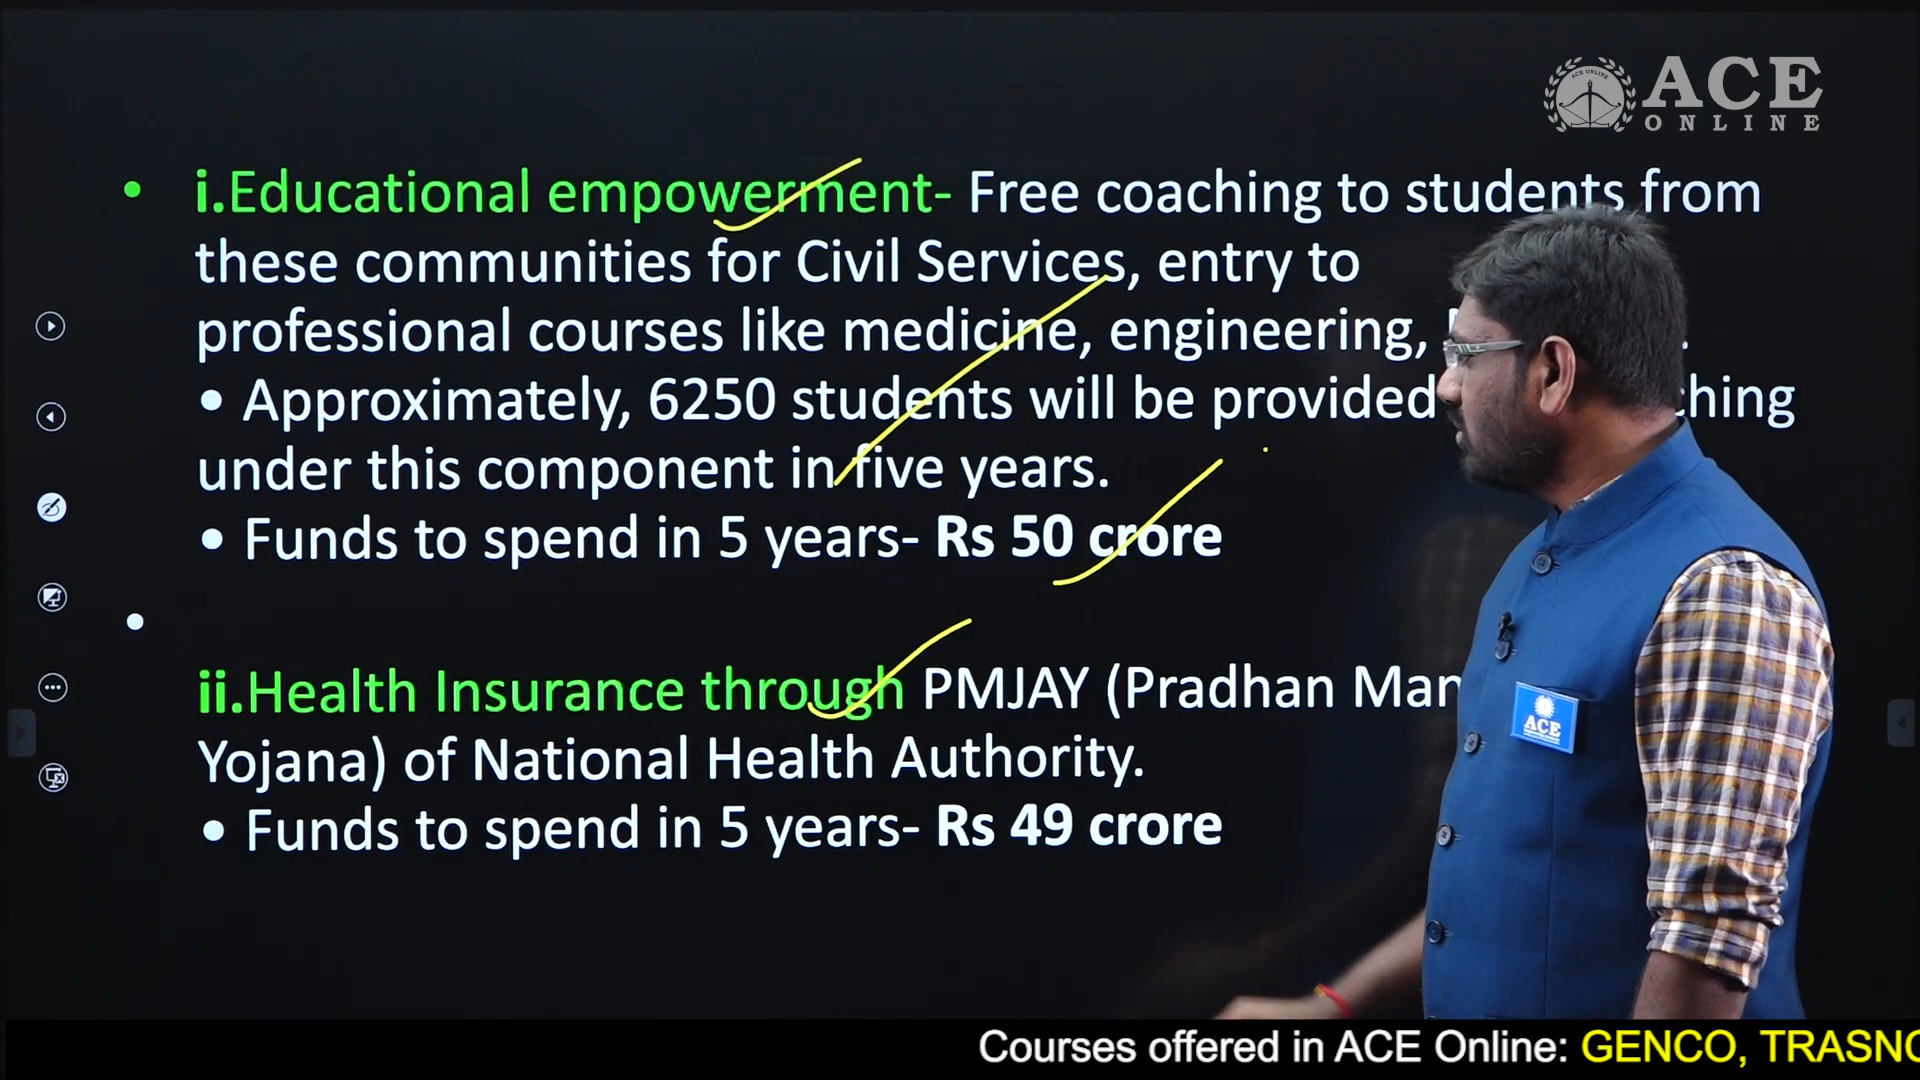 ACE ONLINE
ACE
ONLINE
• i.Educational empowerment- Free coaching to students from
these communities for Civil Services, entry to
professional courses like medicine, engineering,
• Approximately, 6250 students will be provided
under this component in five years.
• Funds to spend in 5 years- Rs 50 crore
•
ii.Health Insurance through PMJAY (Pradhan
Yojana) of National Health Authority.
• Funds to spend in 5 years- Rs 49 crore
ACE
Courses offered in ACE Online: GENCO,